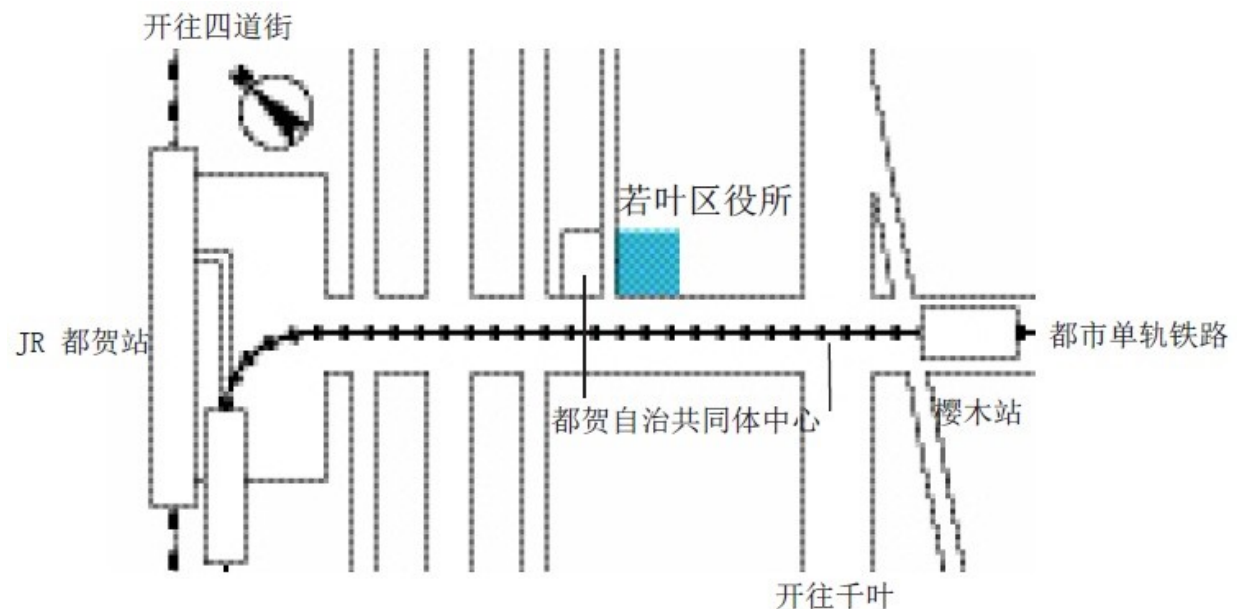 开往四道街
若叶区役所
JR 都贺站
都市单轨铁路
都贺自治共同体中心
樱木站
开往千叶